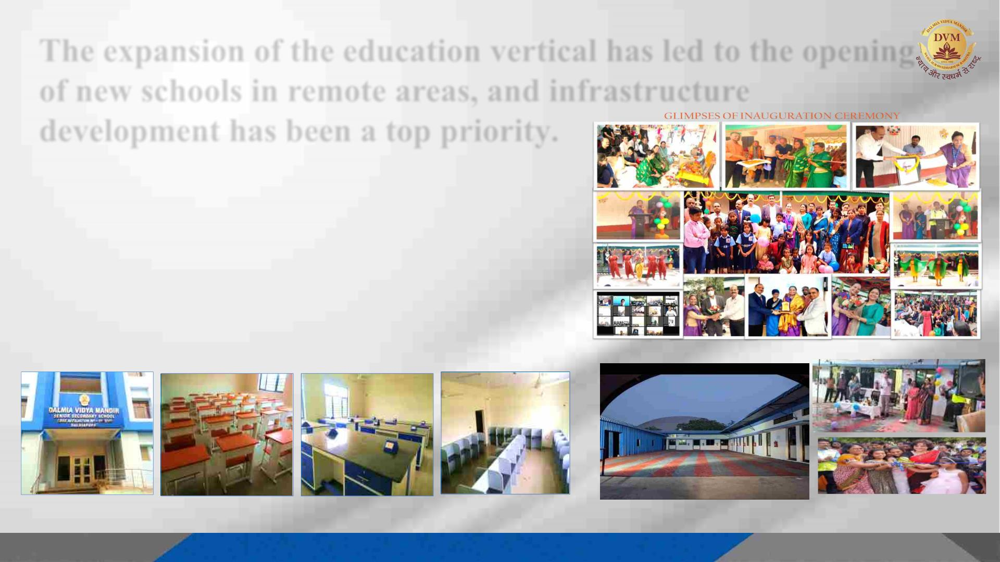 The expansion of the education vertical has led to the opening
of new schools in remote areas, and infrastructure
development has been a top priority.
DALMIA VIDYA MANDIR
DVM
न्याय और स्वधर्म से राष्ट्र
GLIMPSES OF INAUGURATION CEREMONY
DALMIA VIDYA MANDIR
SENIOR SECONDARY SCHOOL